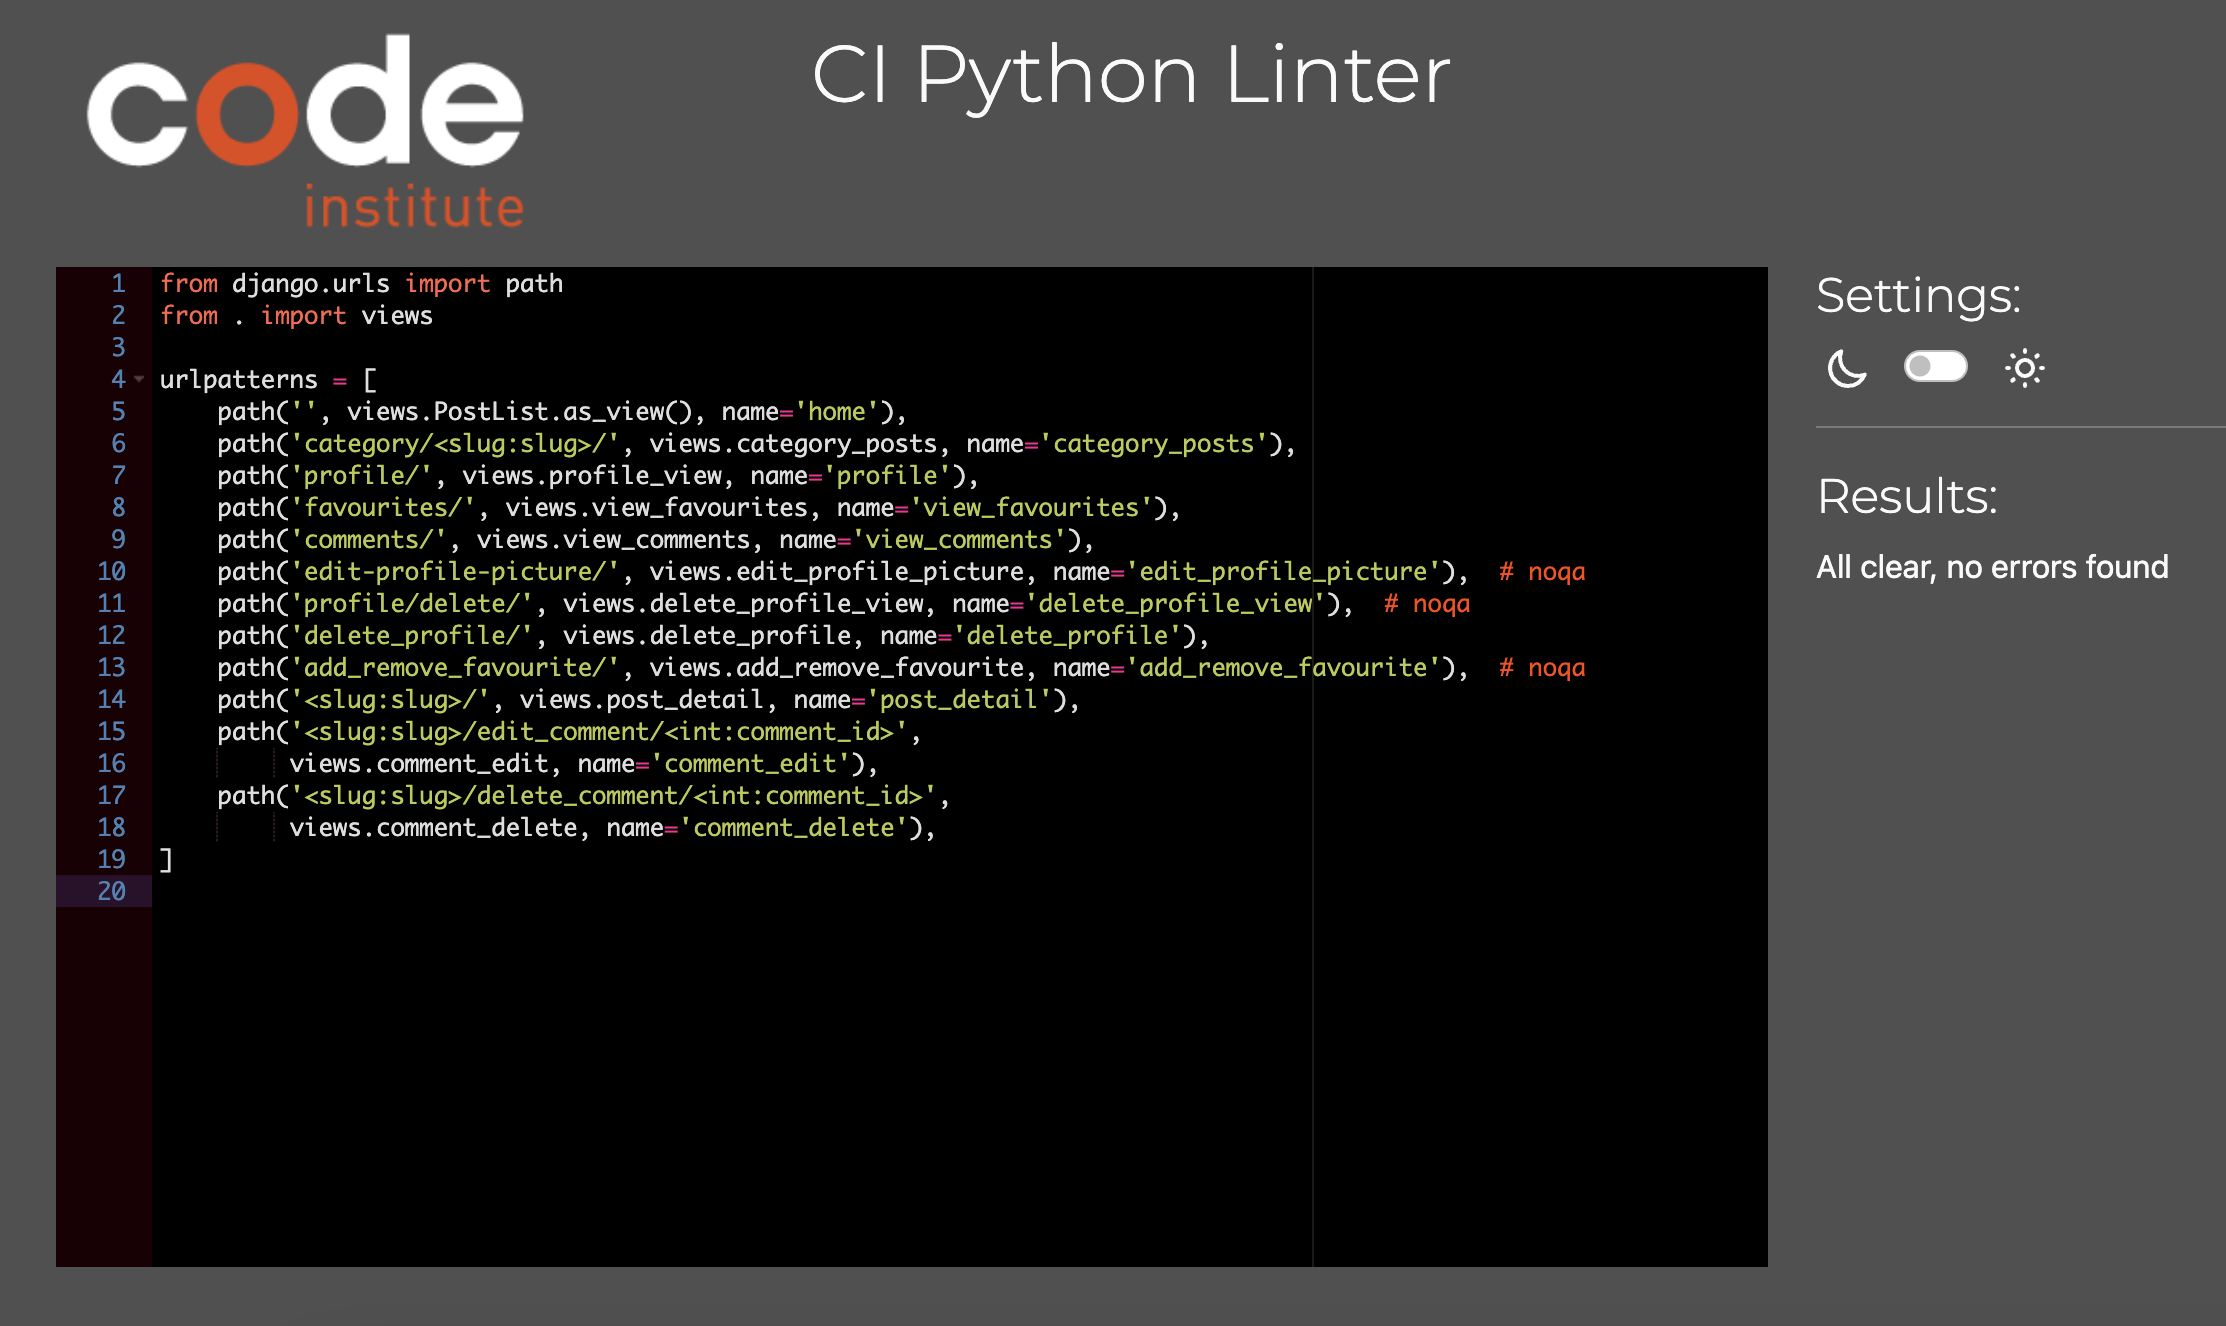 code
institute
CI Python Linter
1 from django.urls import path
2 from . import views
3
4 urlpatterns = [
5     path('', views.PostList.as_view(), name='home'),
6     path('category/<slug:slug>/', views.category_posts, name='category_posts'),
7     path('profile/', views.profile_view, name='profile'),
8     path('favourites/', views.view_favourites, name='view_favourites'),
9     path('comments/', views.view_comments, name='view_comments'),
10     path('edit-profile-picture/', views.edit_profile_picture, name='edit_profile_picture'),  # noqa
11     path('profile/delete/', views.delete_profile_view, name='delete_profile_view'),  # noqa
12     path('delete_profile/', views.delete_profile, name='delete_profile'),
13     path('add_remove_favourite/', views.add_remove_favourite, name='add_remove_favourite'),  # noqa
14     path('<slug:slug>/', views.post_detail, name='post_detail'),
15     path('<slug:slug>/edit_comment/<int:comment_id>',
16          views.comment_edit, name='comment_edit'),
17     path('<slug:slug>/delete_comment/<int:comment_id>',
18          views.comment_delete, name='comment_delete'),
19 ]
20
Settings:
Results:
All clear, no errors found